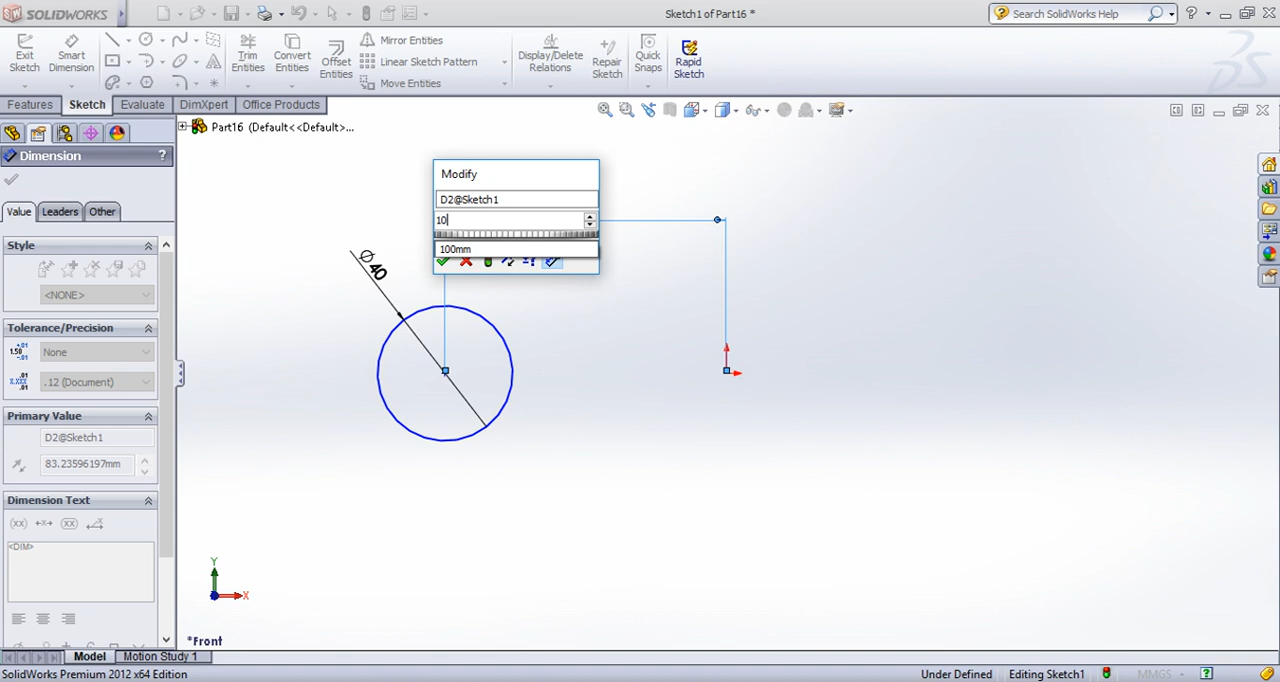 SOLIDWORKS
Sketch1 of Part16 *
Search SolidWorks Help
Exit Sketch
Smart Dimension
Trim Entities
Convert Entities
Offset Entities
Mirror Entities
Linear Sketch Pattern
Move Entities
Display/Delete Relations
Repair Sketch
Quick Snaps
Rapid Sketch
Features
Sketch
Evaluate
DimXpert
Office Products
Part16 (Default<<Default>...
Dimension
?
Value
Leaders
Other
Style
<NONE>
Tolerance/Precision
None
.12 (Document)
Primary Value
D2@Sketch1
83.23596197mm
Dimension Text
(xx)
(xx)
<DIM>
Modify
D2@Sketch1
10
100mm
Ø 40
Y
X
*Front
Model
Motion Study 1
SolidWorks Premium 2012 x64 Edition
Under Defined
Editing Sketch1
MMGS
?